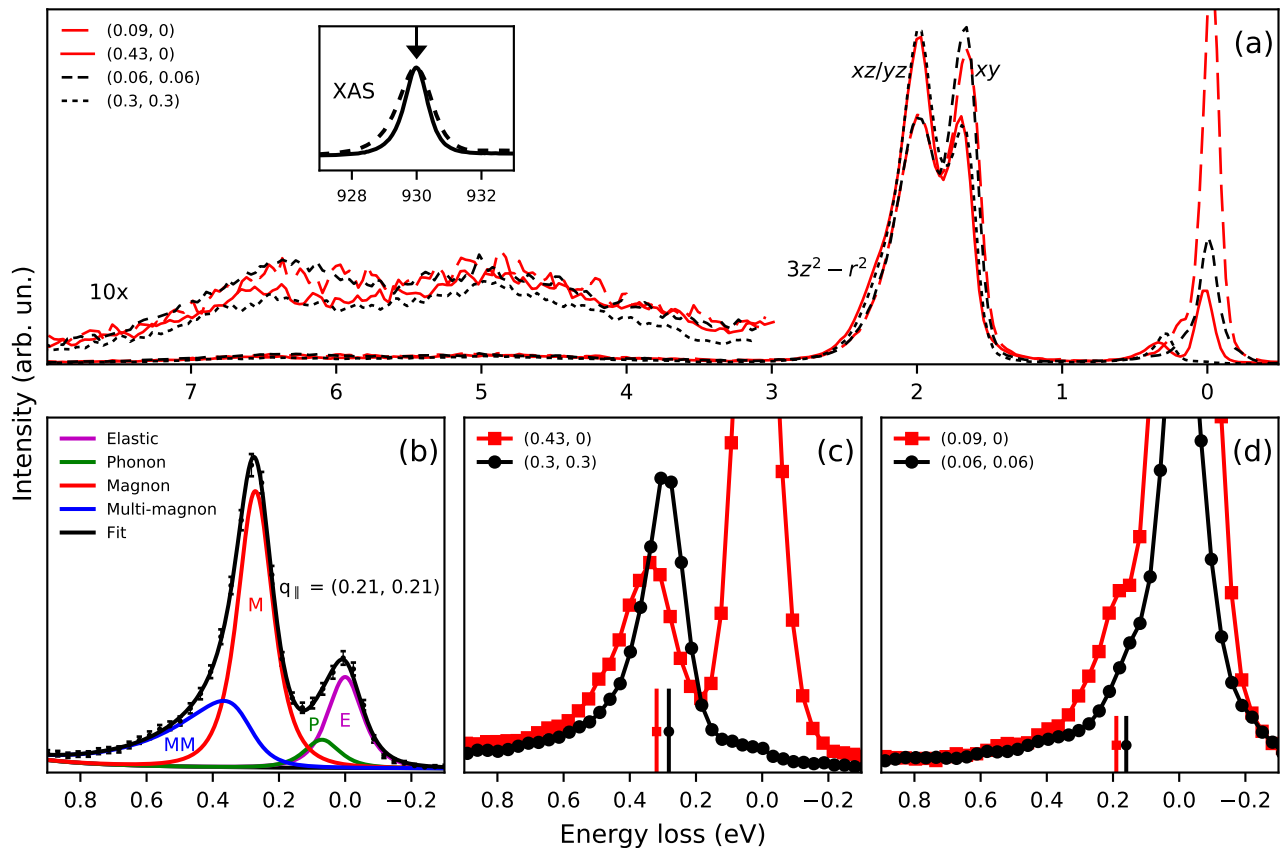 (0.09, 0)
(0.43, 0)
(0.06, 0.06)
(0.3, 0.3)
XAS
928 930 932
xz/yz
xy
(a)
3z² − r²
10x
7 6 5 4 3 2 1 0
Intensity (arb. un.)
Elastic
Phonon
Magnon
Multi-magnon
Fit
(b)
q∥ = (0.21, 0.21)
M
MM
P
E
0.8 0.6 0.4 0.2 0.0 −0.2
(0.43, 0)
(0.3, 0.3)
(c)
0.8 0.6 0.4 0.2 0.0 −0.2
(0.09, 0)
(0.06, 0.06)
(d)
0.8 0.6 0.4 0.2 0.0 −0.2
Energy loss (eV)